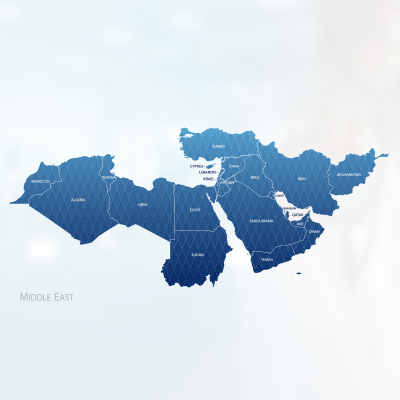 TURKEY
CYPRUS
LEBANON
SYRIA
ISRAEL
JORDAN
IRAQ
IRAN
AFGHANISTAN
MOROCCO
ALGERIA
TUNISIA
LIBYA
EGYPT
SAUDI ARABIA
BAHRAIN
QATAR
UAE
OMAN
YEMEN
SUDAN
MIDDLE EAST